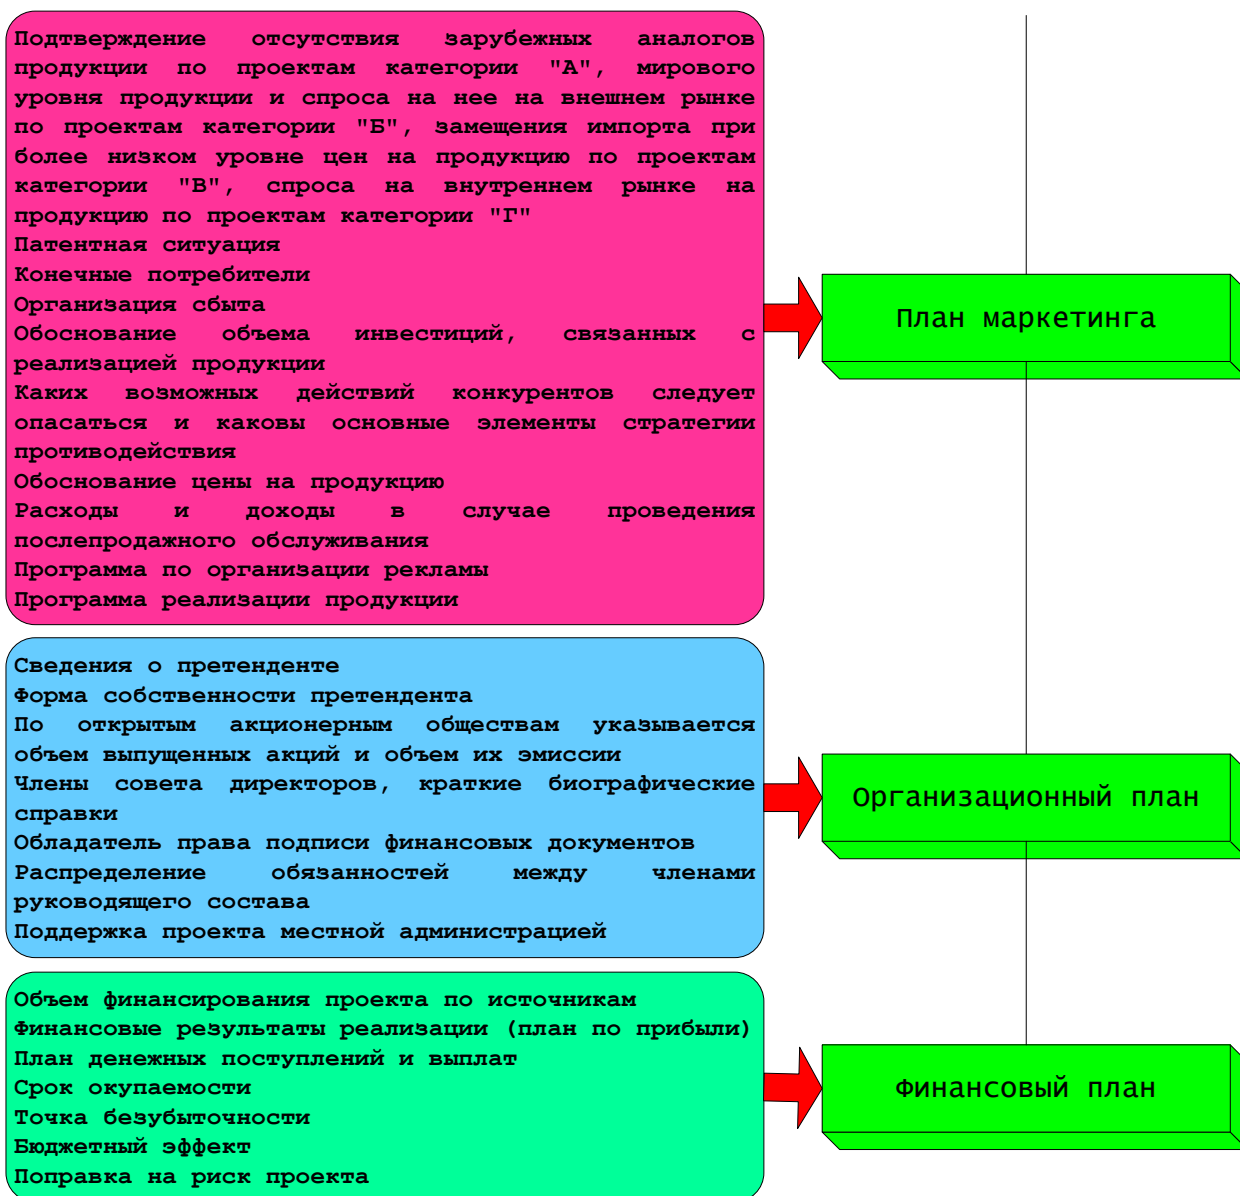 Подтверждение отсутствия зарубежных аналогов
продукции по проектам категории "А", мирового
уровня продукции и спроса на нее на внешнем рынке
по проектам категории "Б", замещения импорта при
более низком уровне цен на продукцию по проектам
категории "В", спроса на внутреннем рынке на
продукцию по проектам категории "Г"
Патентная ситуация
Конечные потребители
Организация сбыта
Обоснование объема инвестиций, связанных с
реализацией продукции
Каких возможных действий конкурентов следует
опасаться и каковы основные элементы стратегии
противодействия
Обоснование цены на продукцию
Расходы и доходы в случае проведения
послепродажного обслуживания
Программа по организации рекламы
Программа реализации продукции
План маркетинга
Сведения о претенденте
Форма собственности претендента
По открытым акционерным обществам указывается
объем выпущенных акций и объем их эмиссии
Члены совета директоров, краткие биографические
справки
Обладатель права подписи финансовых документов
Распределение обязанностей между членами
руководящего состава
Поддержка проекта местной администрацией
Организационный план
Объем финансирования проекта по источникам
Финансовые результаты реализации (план по прибыли)
План денежных поступлений и выплат
Срок окупаемости
Точка безубыточности
Бюджетный эффект
Поправка на риск проекта
Финансовый план